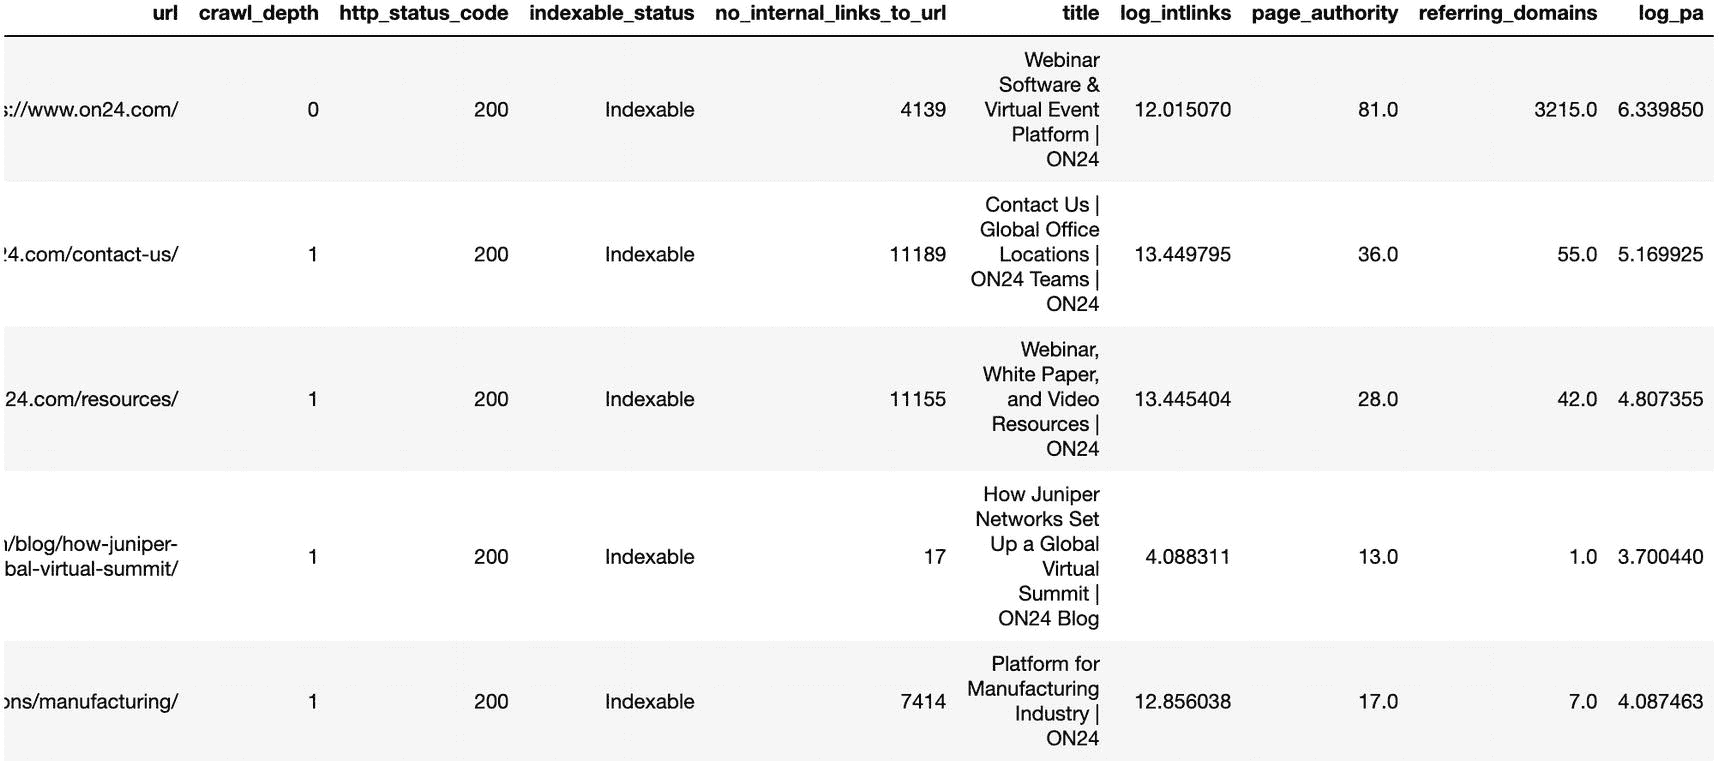 url crawl_depth http_status_code indexable_status no_internal_links_to_url title log_intlinks page_authority referring_domains log_pa
s://www.on24.com/ 0 200 Indexable 4139 Webinar Software & Virtual Event Platform | ON24 12.015070 81.0 3215.0 6.339850
24.com/contact-us/ 1 200 Indexable 11189 Contact Us | Global Office Locations | ON24 Teams | ON24 13.449795 36.0 55.0 5.169925
24.com/resources/ 1 200 Indexable 11155 Webinar, White Paper, and Video Resources | ON24 13.445404 28.0 42.0 4.807355
/blog/how-juniper-bal-virtual-summit/ 1 200 Indexable 17 How Juniper Networks Set Up a Global Virtual Summit | ON24 Blog 4.088311 13.0 1.0 3.700440
ons/manufacturing/ 1 200 Indexable 7414 Platform for Manufacturing Industry | ON24 12.856038 17.0 7.0 4.087463